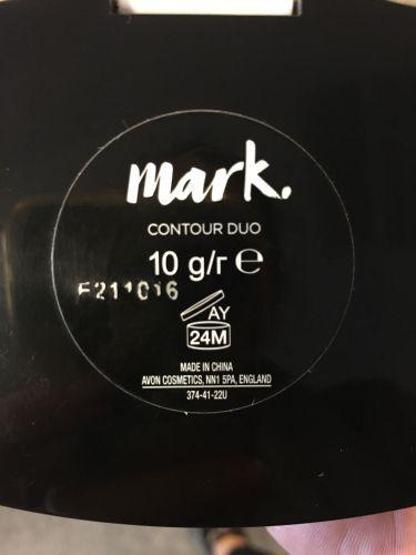 mark.
CONTOUR DUO
10 g/r ℮
F211016
AY
24M
MADE IN CHINA
AVON COSMETICS, NN1 5PA, ENGLAND
374-41-22U